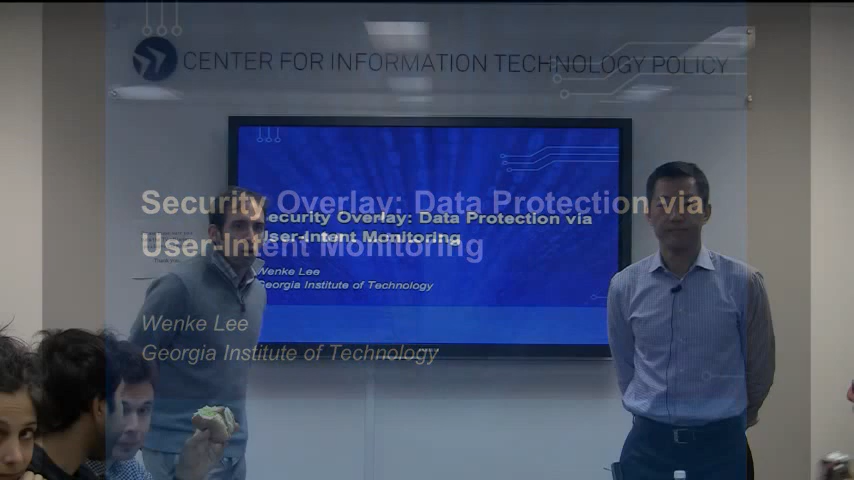 CENTER FOR INFORMATION TECHNOLOGY POLICY
Security Overlay: Data Protection via
User-Intent Monitoring
Wenke Lee
Georgia Institute of Technology
Security Overlay: Data Protection via
User-Intent Monitoring
Wenke Lee
Georgia Institute of Technology